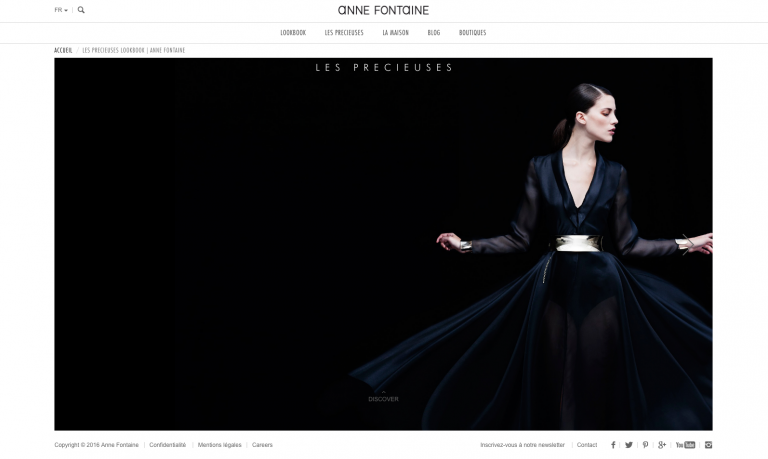 FR
anne fontaine
LOOKBOOK LES PRECIEUSES LA MAISON BLOG BOUTIQUES
ACCUEIL / LES PRECIEUSES LOOKBOOK | ANNE FONTAINE
LES PRECIEUSES
DISCOVER
Copyright © 2016 Anne Fontaine | Confidentialité | Mentions légales | Careers Inscrivez-vous à notre newsletter | Contact YouTube